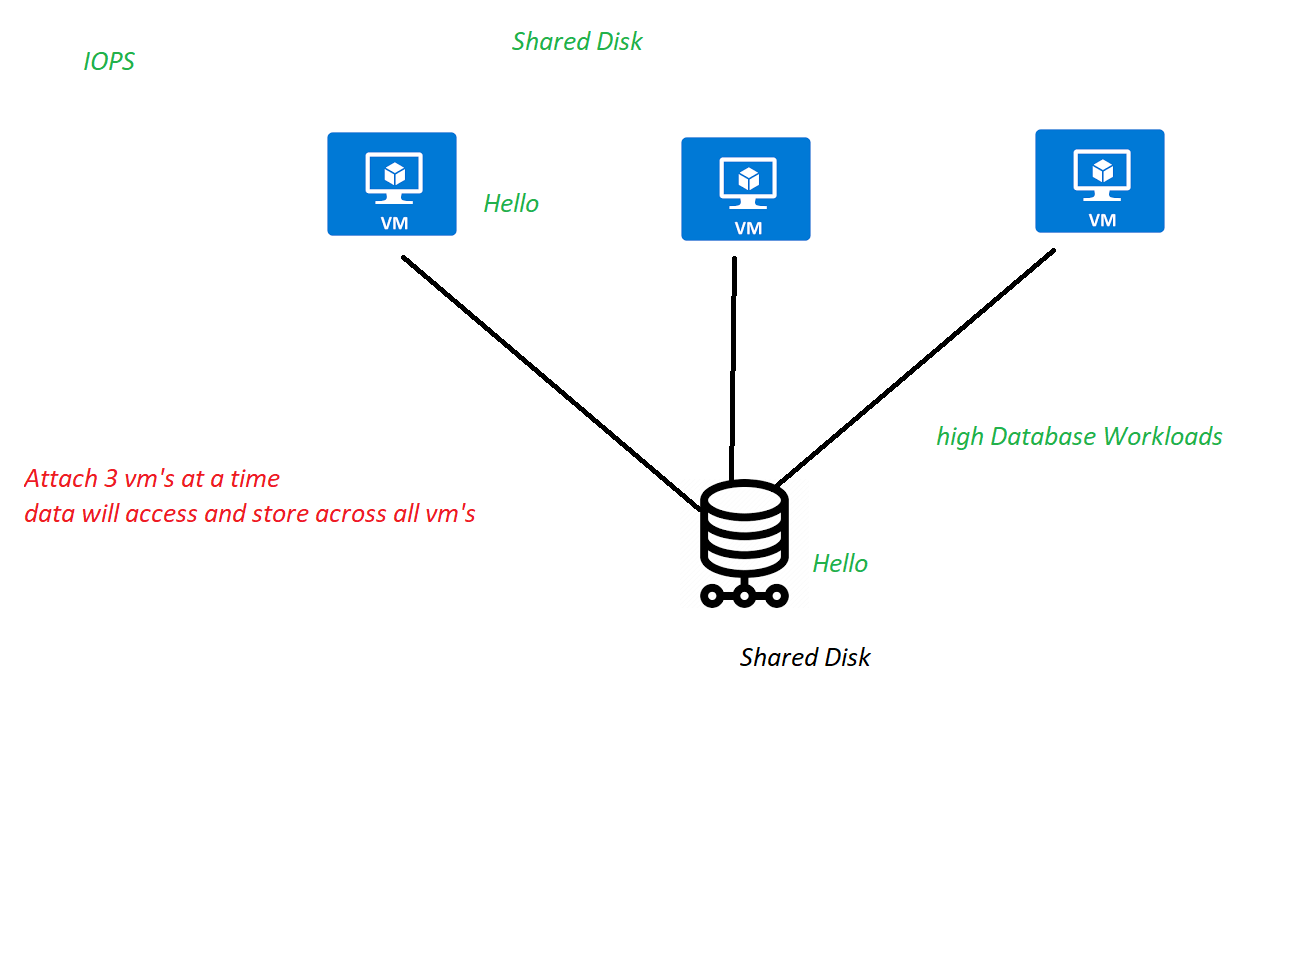 Shared Disk
IOPS
VM
Hello
VM
VM
high Database Workloads
Attach 3 vm's at a time
data will access and store across all vm's
Hello
Shared Disk